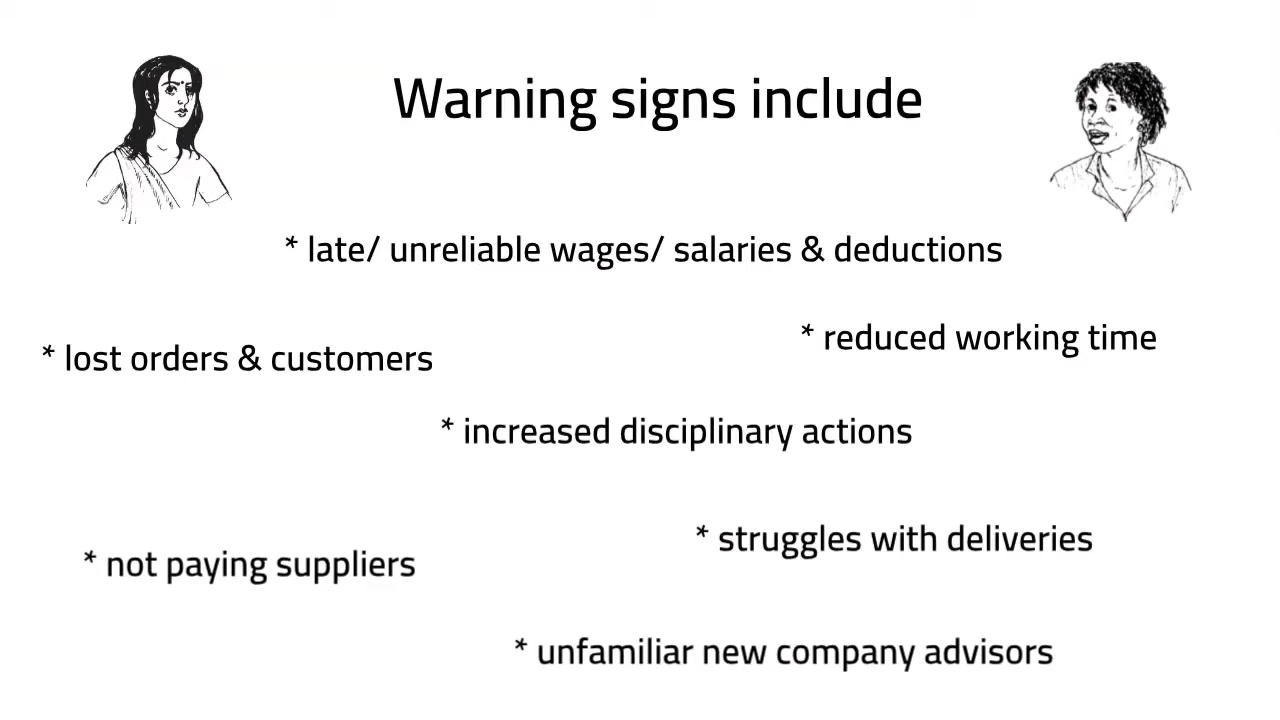 Warning signs include
* late/ unreliable wages/ salaries & deductions
* reduced working time
* lost orders & customers
* increased disciplinary actions
* struggles with deliveries
* not paying suppliers
* unfamiliar new company advisors